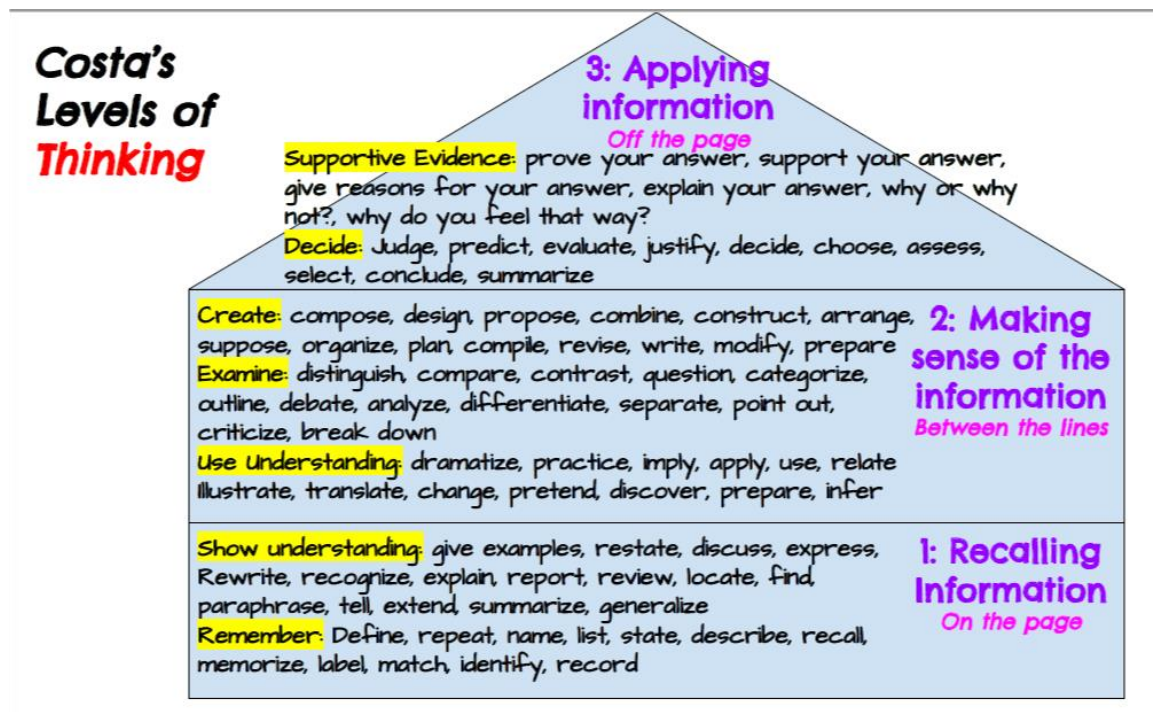 Costa's
Levels of
Thinking
3: Applying
information
Off the page
Supportive Evidence: prove your answer, support your answer,
give reasons for your answer, explain your answer, why or why
not?, why do you feel that way?
Decide: Judge, predict, evaluate, justify, decide, choose, assess,
select, conclude, summarize
Create: compose, design, propose, combine, construct, arrange,
suppose, organize, plan, compile, revise, write, modify, prepare
Examine: distinguish, compare, contrast, question, categorize,
outline, debate, analyze, differentiate, separate, point out,
criticize, break down
Use Understanding: dramatize, practice, imply, apply, use, relate
Illustrate, translate, change, pretend, discover, prepare, infer
2: Making
sense of the
information
Between the lines
Show understanding: give examples, restate, discuss, express,
Rewrite, recognize, explain, report, review, locate, find,
paraphrase, tell, extend, summarize, generalize
Remember: Define, repeat, name, list, state, describe, recall,
memorize, label, match, identify, record
1: Recalling
Information
On the page